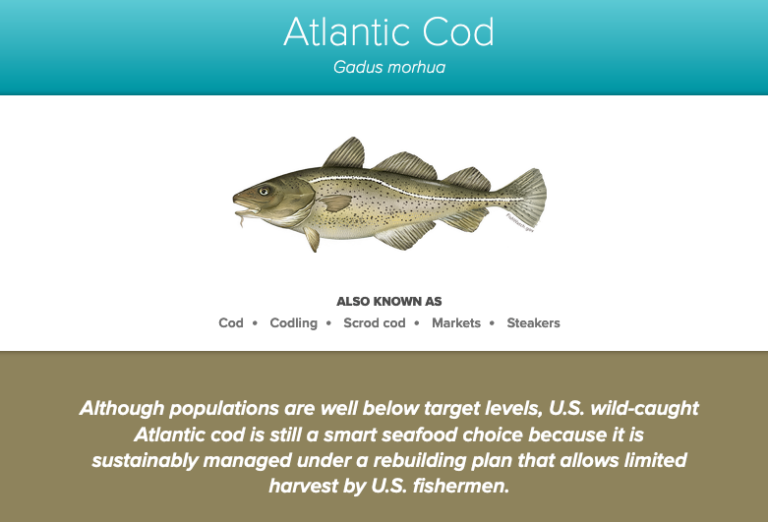 Atlantic Cod
Gadus morhua
FishWatch.gov
ALSO KNOWN AS
Cod • Codling • Scrod cod • Markets • Steakers
Although populations are well below target levels, U.S. wild-caught
Atlantic cod is still a smart seafood choice because it is
sustainably managed under a rebuilding plan that allows limited
harvest by U.S. fishermen.